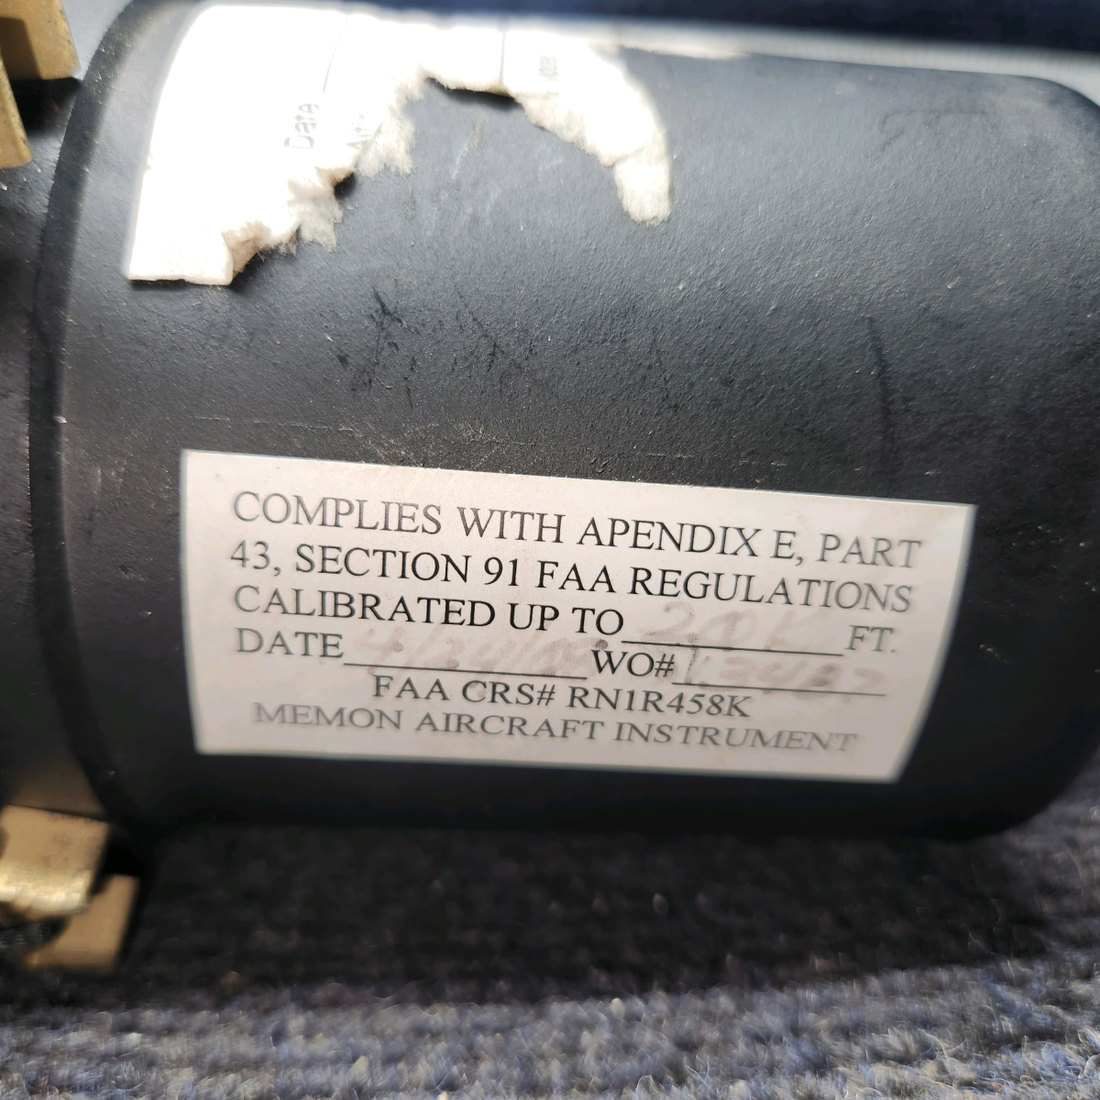 Date
COMPLIES WITH APENDIX E, PART
43, SECTION 91 FAA REGULATIONS
CALIBRATED UP TO 20K FT.
DATE WO#
FAA CRS# RN1R458K
MEMON AIRCRAFT INSTRUMENT